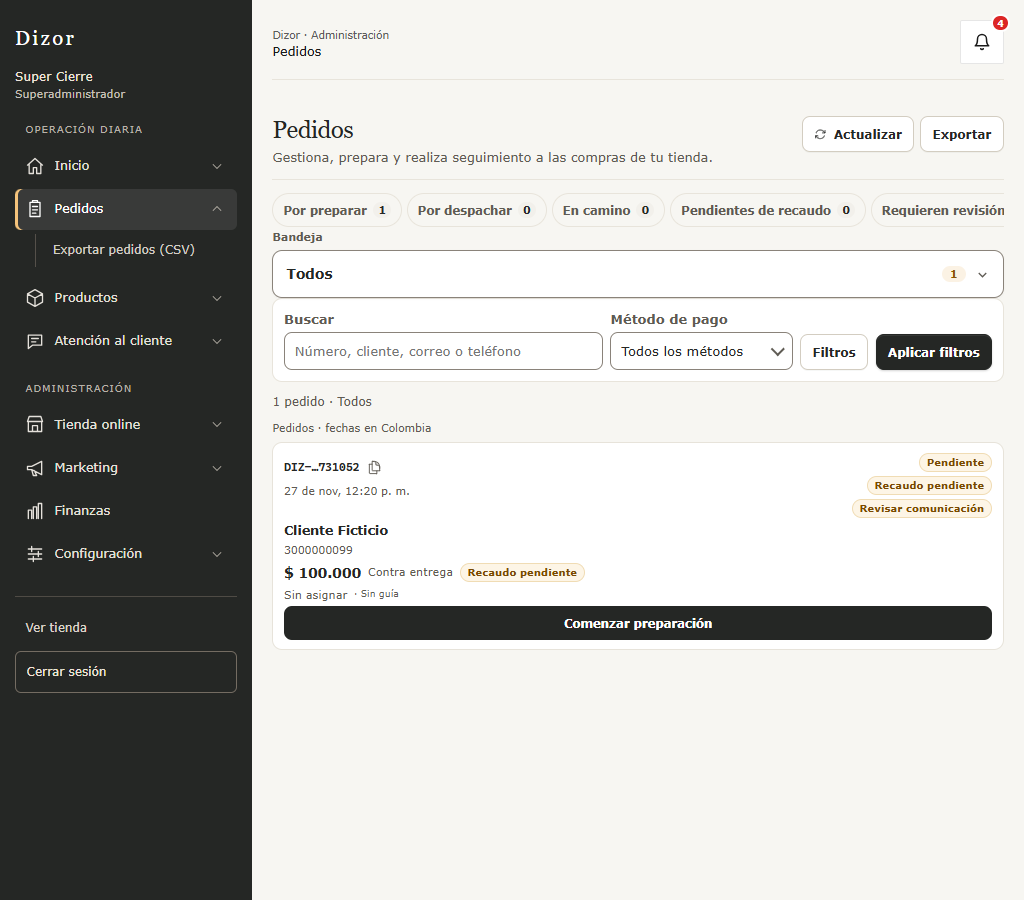 Dizor
Super Cierre
Superadministrador
OPERACIÓN DIARIA
Inicio
Pedidos
Exportar pedidos (CSV)
Productos
Atención al cliente
ADMINISTRACIÓN
Tienda online
Marketing
Finanzas
Configuración
Ver tienda
Cerrar sesión
Dizor · Administración
Pedidos
4
Pedidos
Gestiona, prepara y realiza seguimiento a las compras de tu tienda.
Actualizar
Exportar
Por preparar 1
Por despachar 0
En camino 0
Pendientes de recaudo 0
Requieren revisión
Bandeja
Todos 1
Buscar
Número, cliente, correo o teléfono
Método de pago
Todos los métodos
Filtros
Aplicar filtros
1 pedido · Todos
Pedidos · fechas en Colombia
DIZ-…731052
27 de nov, 12:20 p. m.
Pendiente
Recaudo pendiente
Revisar comunicación
Cliente Ficticio
3000000099
$ 100.000 Contra entrega Recaudo pendiente
Sin asignar · Sin guía
Comenzar preparación